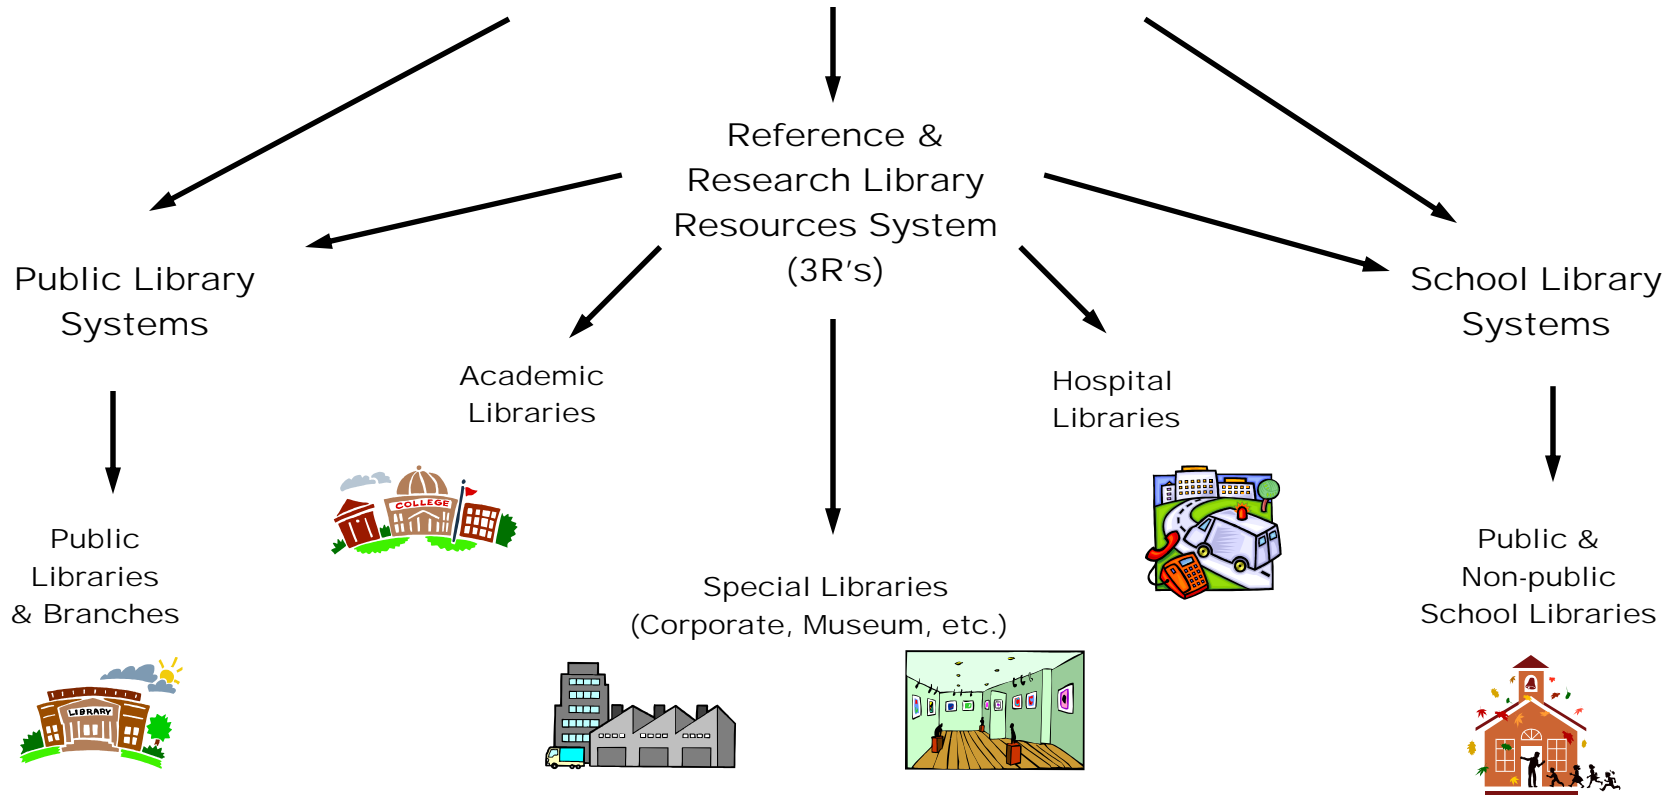 Reference &
Research Library
Resources System
(3R's)
Public Library
Systems
School Library
Systems
Academic
Libraries
Hospital
Libraries
COLLEGE
Public
Libraries
& Branches
Special Libraries
(Corporate, Museum, etc.)
Public &
Non-public
School Libraries
LIBRARY